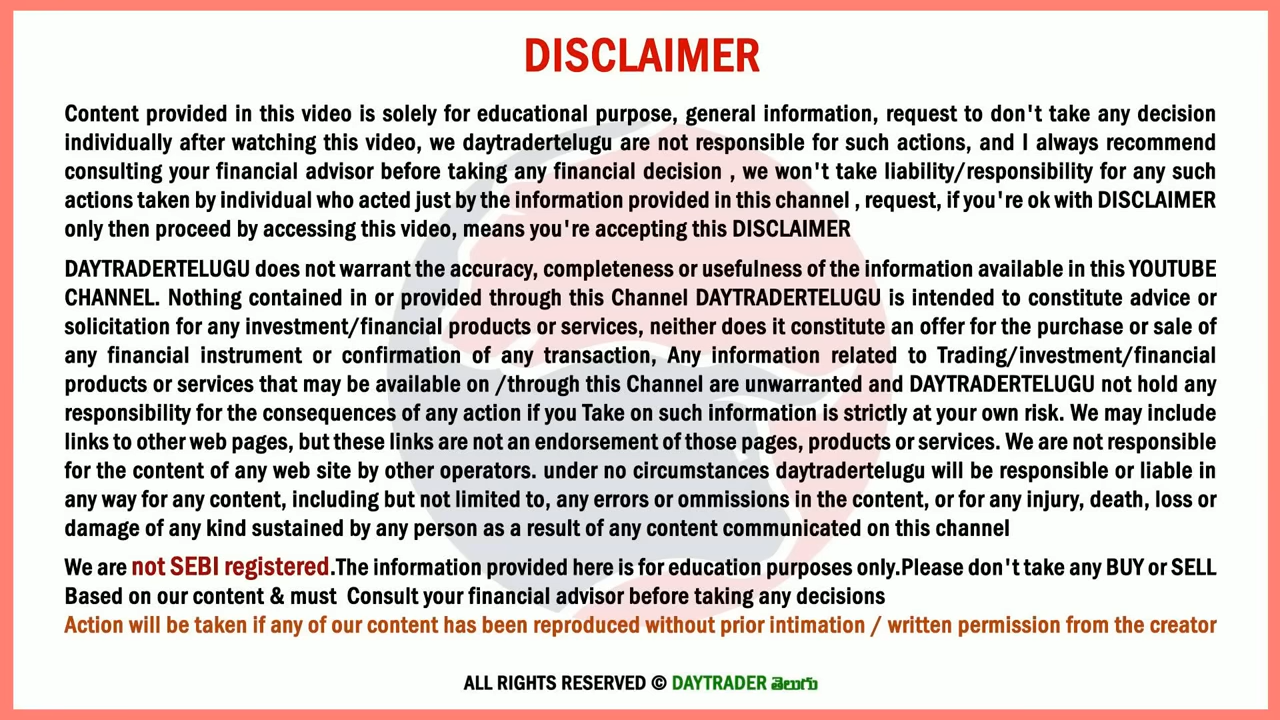 DISCLAIMER
Content provided in this video is solely for educational purpose, general information, request to don't take any decision
individually after watching this video, we daytradertelugu are not responsible for such actions, and I always recommend
consulting your financial advisor before taking any financial decision , we won't take liability/responsibility for any such
actions taken by individual who acted just by the information provided in this channel , request, if you're ok with DISCLAIMER
only then proceed by accessing this video, means you're accepting this DISCLAIMER
DAYTRADERTELUGU does not warrant the accuracy, completeness or usefulness of the information available in this YOUTUBE
CHANNEL. Nothing contained in or provided through this Channel DAYTRADERTELUGU is intended to constitute advice or
solicitation for any investment/financial products or services, neither does it constitute an offer for the purchase or sale of
any financial instrument or confirmation of any transaction, Any information related to Trading/investment/financial
products or services that may be available on /through this Channel are unwarranted and DAYTRADERTELUGU not hold any
responsibility for the consequences of any action if you Take on such information is strictly at your own risk. We may include
links to other web pages, but these links are not an endorsement of those pages, products or services. We are not responsible
for the content of any web site by other operators. under no circumstances daytradertelugu will be responsible or liable in
any way for any content, including but not limited to, any errors or ommissions in the content, or for any injury, death, loss or
damage of any kind sustained by any person as a result of any content communicated on this channel
We are not SEBI registered.The information provided here is for education purposes only.Please don't take any BUY or SELL
Based on our content & must Consult your financial advisor before taking any decisions
Action will be taken if any of our content has been reproduced without prior intimation / written permission from the creator
ALL RIGHTS RESERVED © DAYTRADER తెలుగు